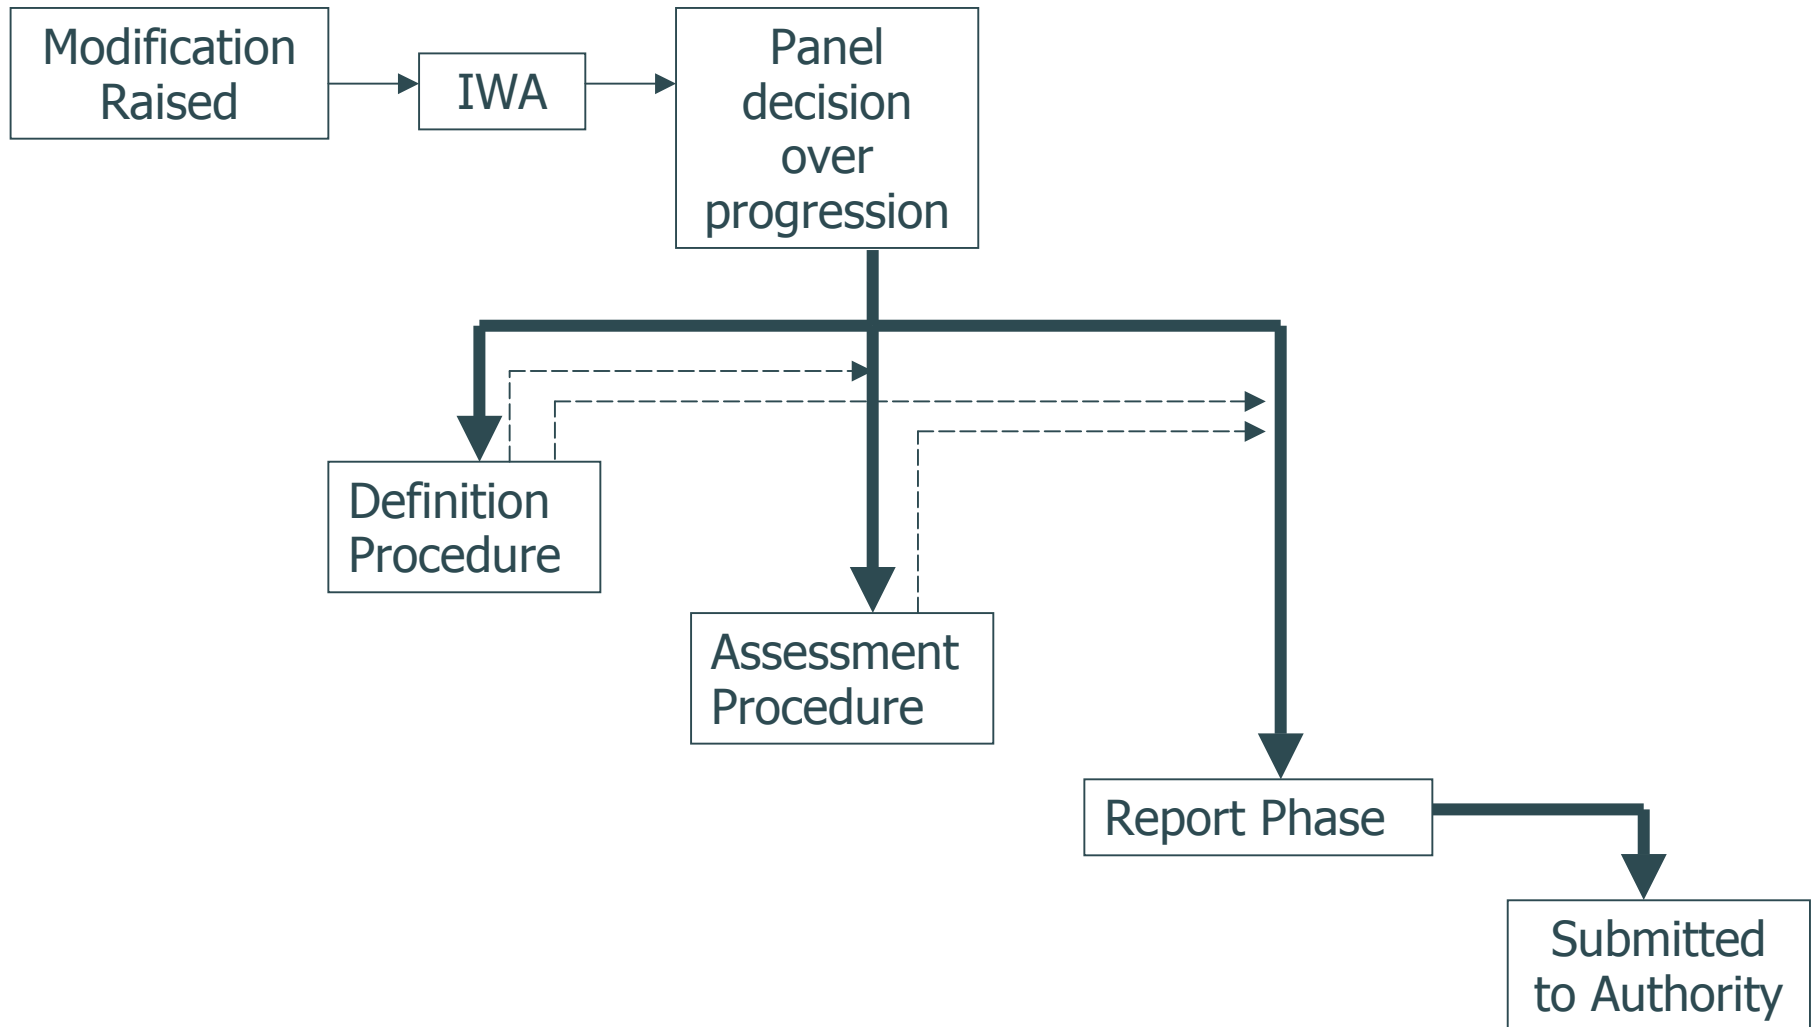 Modification
Raised
IWA
Panel
decision
over
progression
Definition
Procedure
Assessment
Procedure
Report Phase
Submitted
to Authority